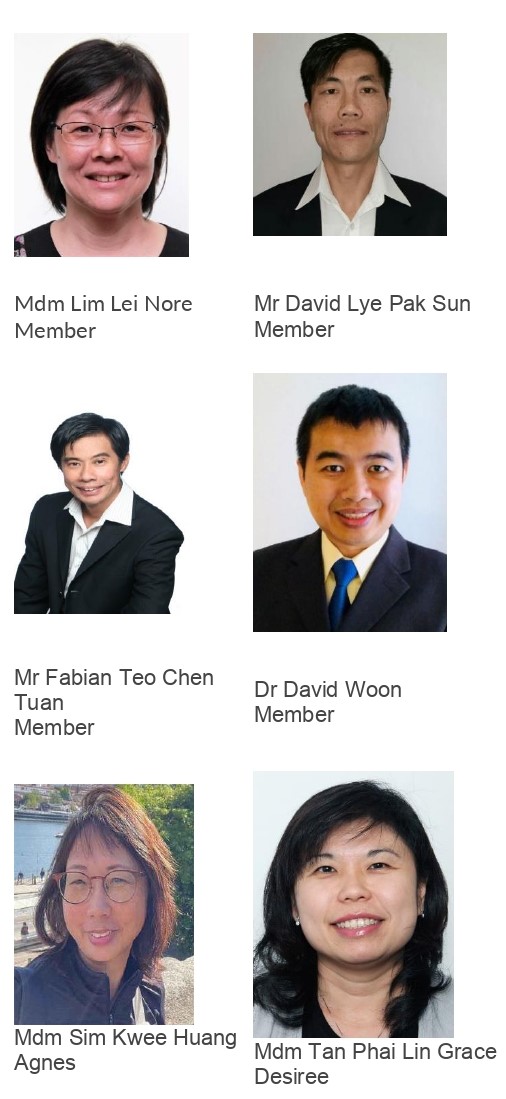 Mdm Lim Lei Nore
Member
Mr David Lye Pak Sun
Member
Mr Fabian Teo Chen
Tuan
Member
Dr David Woon
Member
Mdm Sim Kwee Huang
Agnes
Mdm Tan Phai Lin Grace
Desiree